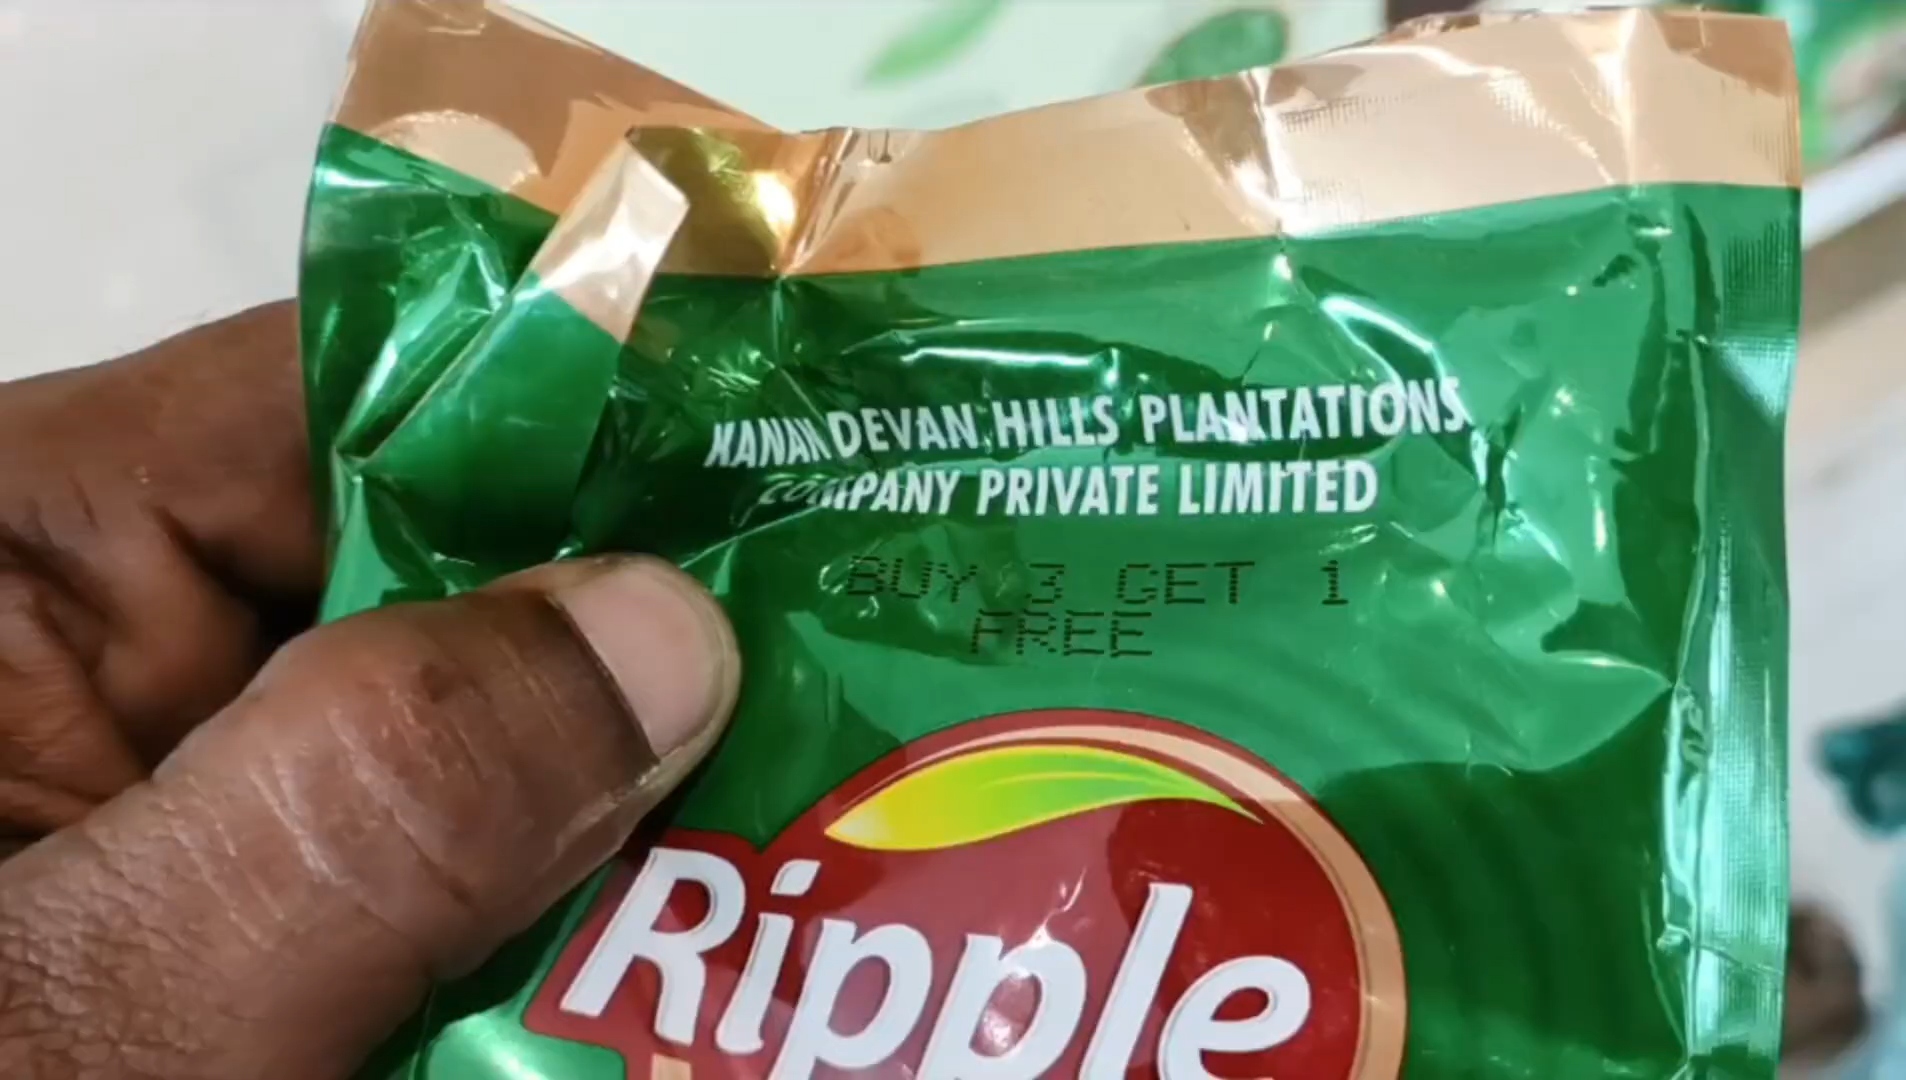 KANAN DEVAN HILLS PLANTATIONS
COMPANY PRIVATE LIMITED
BUY 3 GET 1
FREE
Ripple